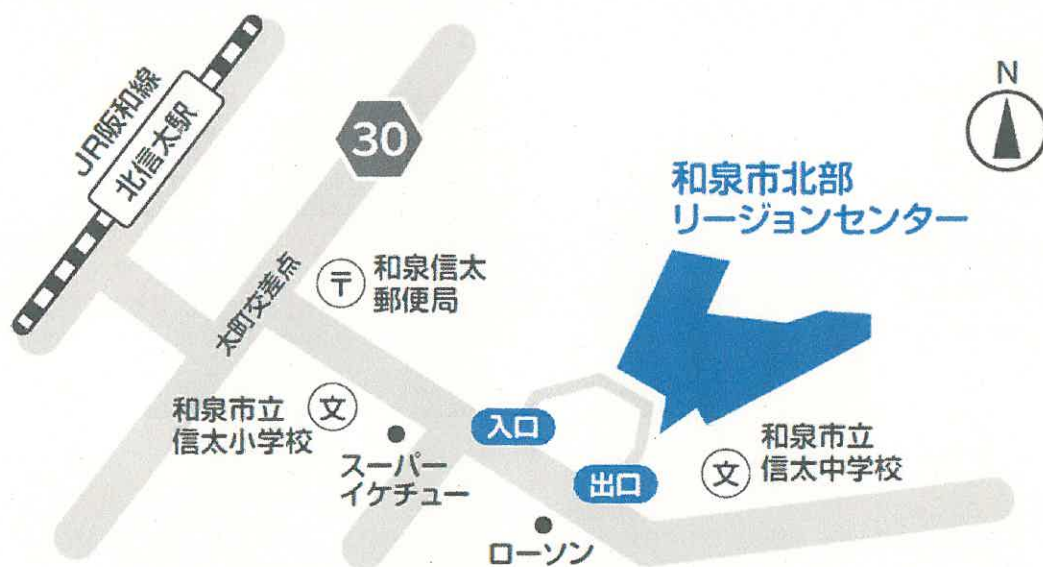 JR阪和線
北信太駅
30
N
和泉市北部
リージョンセンター
太町交差点
〒
和泉信太
郵便局
和泉市立
信太小学校
文
スーパー
イケチュー
入口
出口
ローソン
文
和泉市立
信太中学校